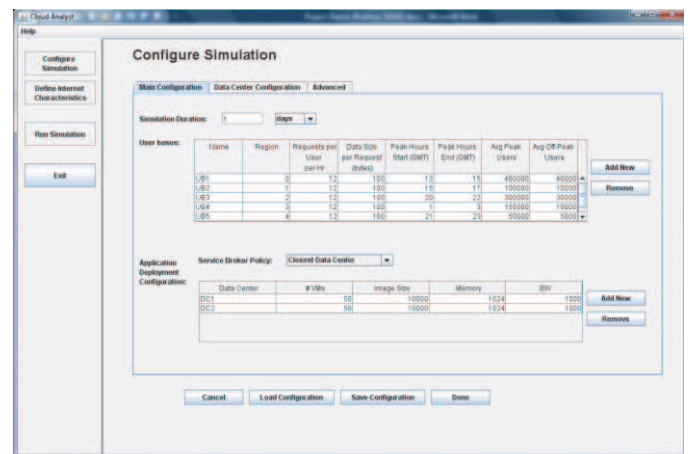 Cloud Analyst
Help
Configure Simulation
Define Internet Characteristics
Run Simulation
Exit
Configure Simulation
Main Configuration Data Center Configuration Advanced
Simulation Duration: 1 days
User bases:
Name Region Requests per User per Hr Data Size per Request (bytes) Peak Hours Start (GMT) Peak Hours End (GMT) Avg Peak Users Avg Off-Peak Users
UB1 0 12 100 13 15 400000 40000
UB2 1 12 100 15 17 100000 10000
UB3 2 12 100 20 22 300000 30000
UB4 3 12 100 1 3 150000 15000
UB5 4 12 100 21 23 50000 5000
Add New
Remove
Application Deployment Configuration:
Service Broker Policy: Closest Data Center
Data Center # VMs Image Size Memory BW
DC1 50 10000 1024 1000
DC2 50 10000 1024 1000
Add New
Remove
Cancel Load Configuration Save Configuration Done